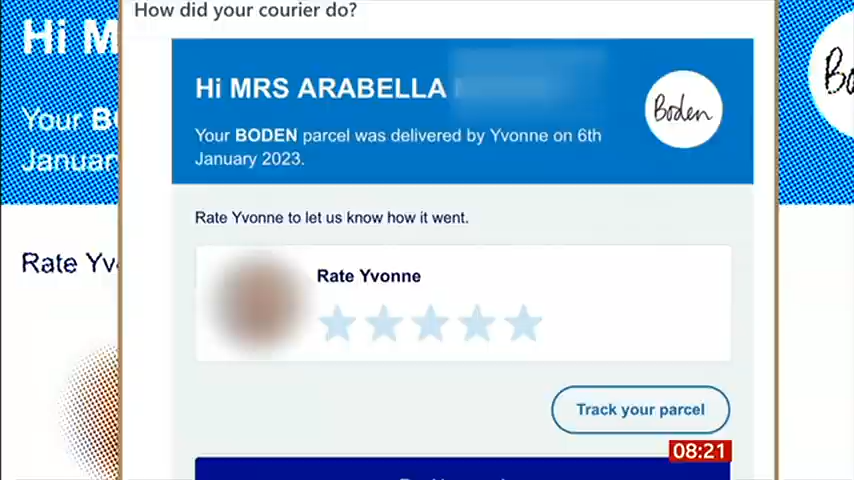 How did your courier do?
Hi M
Hi MRS ARABELLA
Boden
Your BODEN parcel was delivered by Yvonne on 6th
January 2023.
Your B
January
Rate Yvonne to let us know how it went.
Rate Yv
Rate Yvonne
Track your parcel
08:21